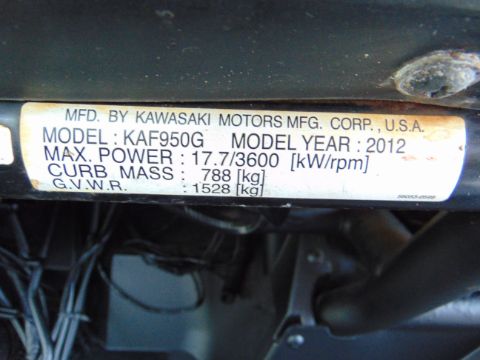 MFD. BY KAWASAKI MOTORS MFG. CORP., U.S.A.
MODEL : KAF950G MODEL YEAR : 2012
MAX. POWER : 17.7/3600 [kW/rpm]
CURB MASS : 788 [kg]
G.V.W.R. : 1528 [kg]